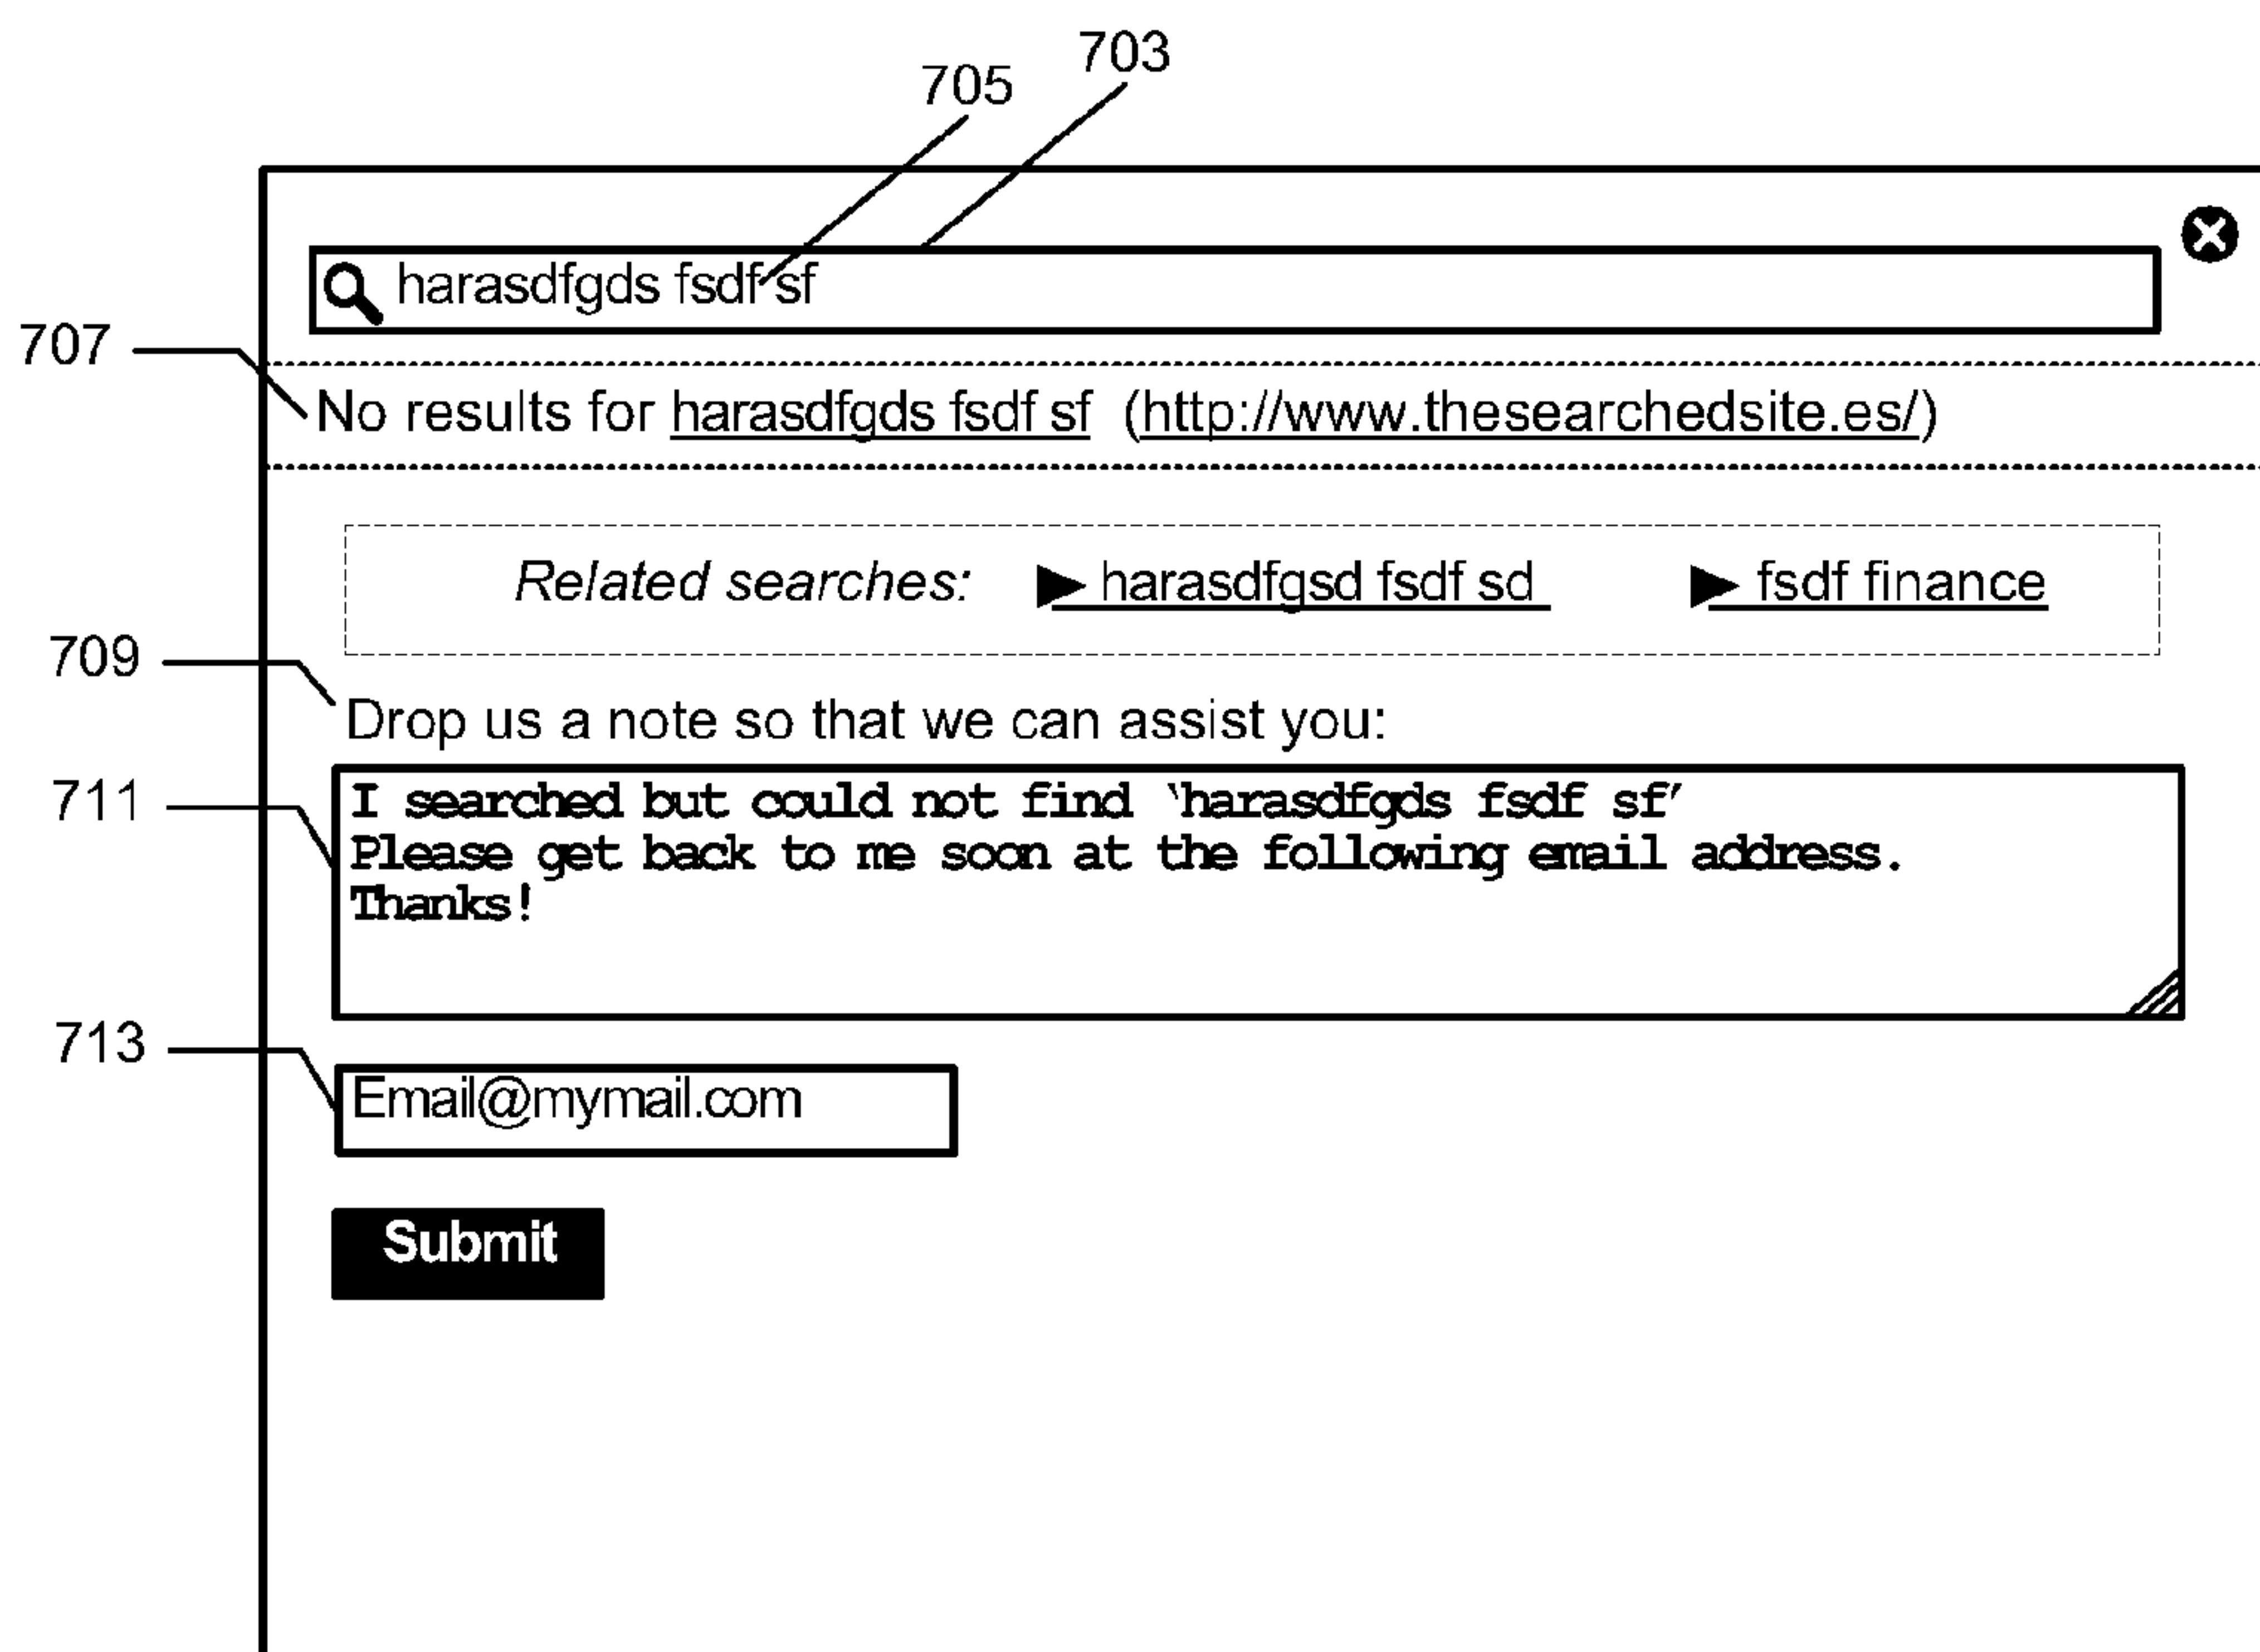 703
705
harasdfgds fsdf sf
707
No results for harasdfgds fsdf sf (http://www.thesearchedsite.es/)
Related searches: harasdfgsd fsdf sd fsdf finance
709
Drop us a note so that we can assist you:
711
I searched but could not find ‘harasdfgds fsdf sf’
Please get back to me soon at the following email address.
Thanks!
713
Email@mymail.com
Submit